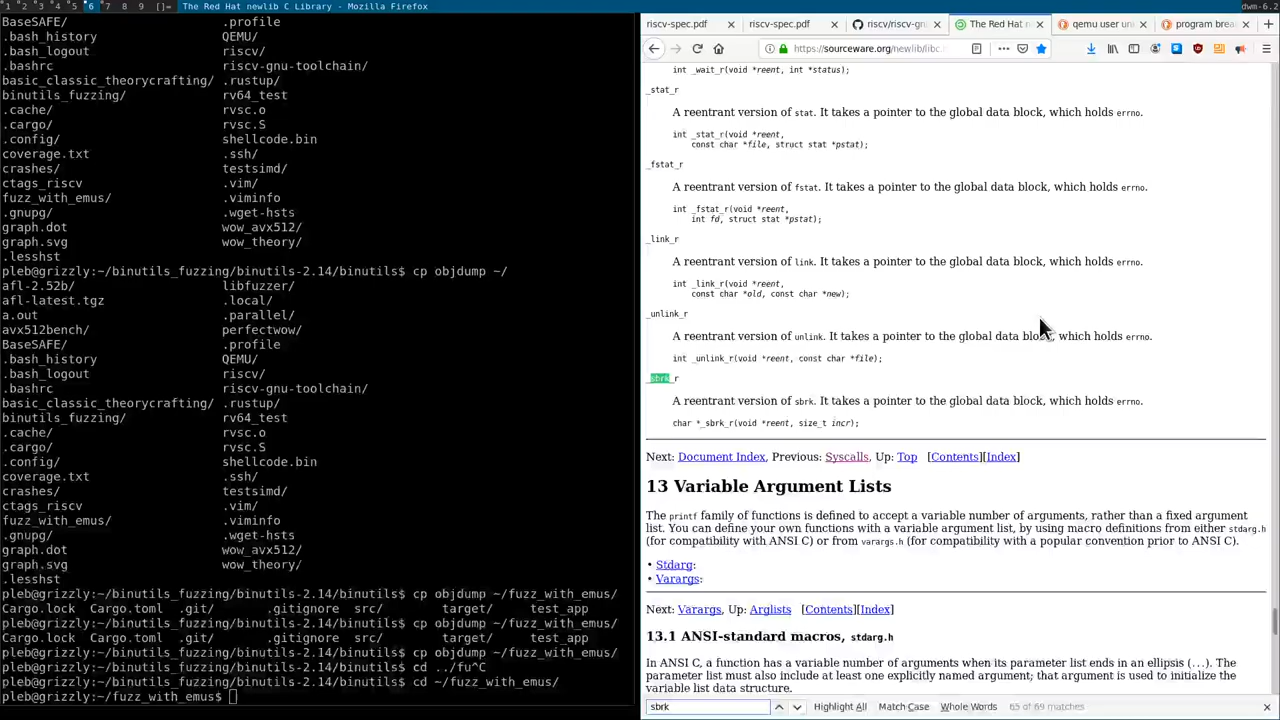 1 2 3 4 5 6 7 8 9 []= The Red Hat newlib C Library - Mozilla Firefox dwm-6.2
BaseSAFE/ .profile
.bash_history QEMU/
.bash_logout riscv/
.bashrc riscv-gnu-toolchain/
basic_classic_theorycrafting/ .rustup/
binutils_fuzzing/ rv64_test
.cache/ rvsc.o
.cargo/ rvsc.S
.config/ shellcode.bin
coverage.txt .ssh/
crashes/ testsimd/
ctags_riscv .vim/
fuzz_with_emus/ .viminfo
.gnupg/ .wget-hsts
graph.dot wow_avx512/
graph.svg wow_theory/
.lesshst
pleb@grizzly:~/binutils_fuzzing/binutils-2.14/binutils$ cp objdump ~/
afl-2.52b/ libfuzzer/
afl-latest.tgz .local/
a.out .parallel/
avx512bench/ perfectwow/
BaseSAFE/ .profile
.bash_history QEMU/
.bash_logout riscv/
.bashrc riscv-gnu-toolchain/
basic_classic_theorycrafting/ .rustup/
binutils_fuzzing/ rv64_test
.cache/ rvsc.o
.cargo/ rvsc.S
.config/ shellcode.bin
coverage.txt .ssh/
crashes/ testsimd/
ctags_riscv .vim/
fuzz_with_emus/ .viminfo
.gnupg/ .wget-hsts
graph.dot wow_avx512/
graph.svg wow_theory/
.lesshst
pleb@grizzly:~/binutils_fuzzing/binutils-2.14/binutils$ cp objdump ~/fuzz_with_emus/
Cargo.lock Cargo.toml .git/ .gitignore src/ target/ test_app
pleb@grizzly:~/binutils_fuzzing/binutils-2.14/binutils$ cp objdump ~/fuzz_with_emus/
Cargo.lock Cargo.toml .git/ .gitignore src/ target/ test_app
pleb@grizzly:~/binutils_fuzzing/binutils-2.14/binutils$ cp objdump ~/fuzz_with_emus/
pleb@grizzly:~/binutils_fuzzing/binutils-2.14/binutils$ cd ../fu^C
pleb@grizzly:~/binutils_fuzzing/binutils-2.14/binutils$ cd ~/fuzz_with_emus/
pleb@grizzly:~/fuzz_with_emus$
riscv-spec.pdf riscv-spec.pdf riscv/riscv-gn The Red Hat n qemu user un program brea
https://sourceware.org/newlib/libc.
int _wait_r(void *reent, int *status);
_stat_r
A reentrant version of stat. It takes a pointer to the global data block, which holds errno.
int _stat_r(void *reent,
const char *file, struct stat *pstat);
_fstat_r
A reentrant version of fstat. It takes a pointer to the global data block, which holds errno.
int _fstat_r(void *reent,
int fd, struct stat *pstat);
_link_r
A reentrant version of link. It takes a pointer to the global data block, which holds errno.
int _link_r(void *reent,
const char *old, const char *new);
_unlink_r
A reentrant version of unlink. It takes a pointer to the global data block, which holds errno.
int _unlink_r(void *reent, const char *file);
_sbrk_r
A reentrant version of sbrk. It takes a pointer to the global data block, which holds errno.
char *_sbrk_r(void *reent, size_t incr);
Next: Document Index, Previous: Syscalls, Up: Top [Contents][Index]
13 Variable Argument Lists
The printf family of functions is defined to accept a variable number of arguments, rather than a fixed argument
list. You can define your own functions with a variable argument list, by using macro definitions from either stdarg.h
(for compatibility with ANSI C) or from varargs.h (for compatibility with a popular convention prior to ANSI C).
• Stdarg:
• Varargs:
Next: Varargs, Up: Arglists [Contents][Index]
13.1 ANSI-standard macros, stdarg.h
In ANSI C, a function has a variable number of arguments when its parameter list ends in an ellipsis (...). The
parameter list must also include at least one explicitly named argument; that argument is used to initialize the
variable list data structure.
sbrk Highlight All Match Case Whole Words 65 of 69 matches